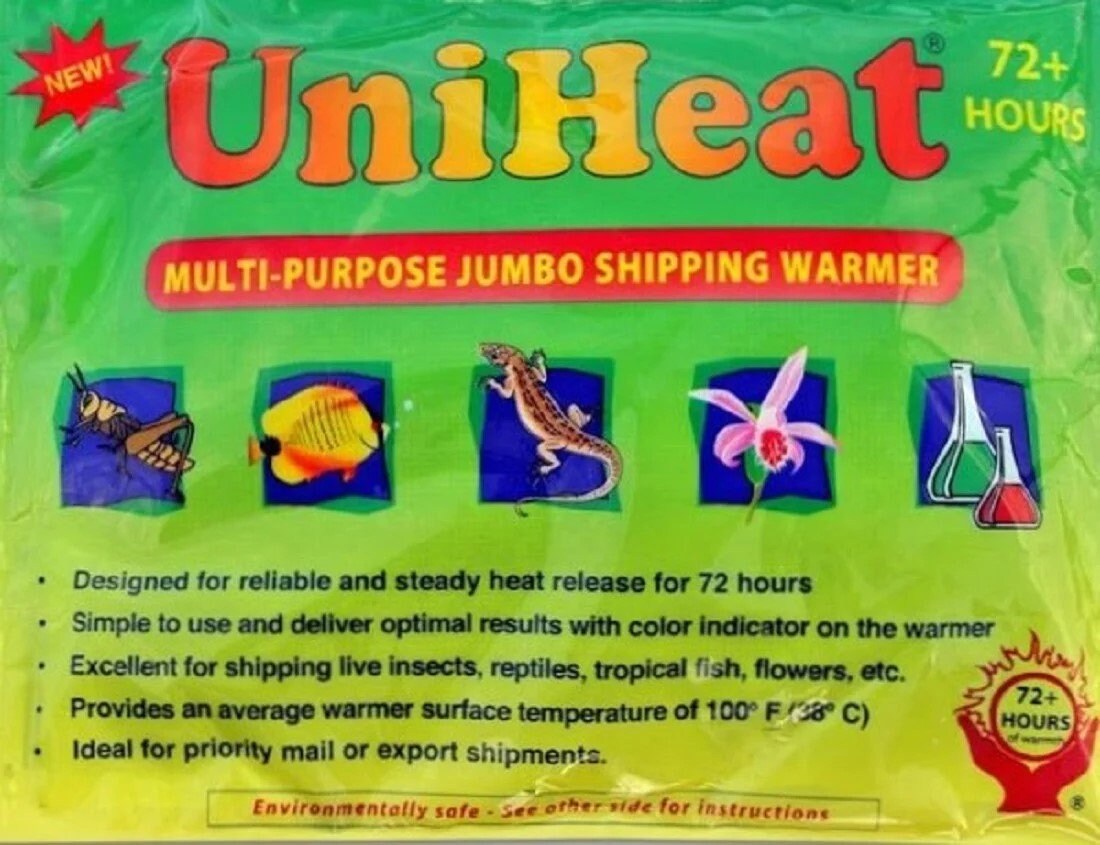 NEW!
UniHeat®
72+
HOURS
MULTI-PURPOSE JUMBO SHIPPING WARMER
• Designed for reliable and steady heat release for 72 hours
• Simple to use and deliver optimal results with color indicator on the warmer
• Excellent for shipping live insects, reptiles, tropical fish, flowers, etc.
• Provides an average warmer surface temperature of 100° F (38° C)
• Ideal for priority mail or export shipments.
72+
HOURS
of warmth
®
Environmentally safe - See other side for instructions